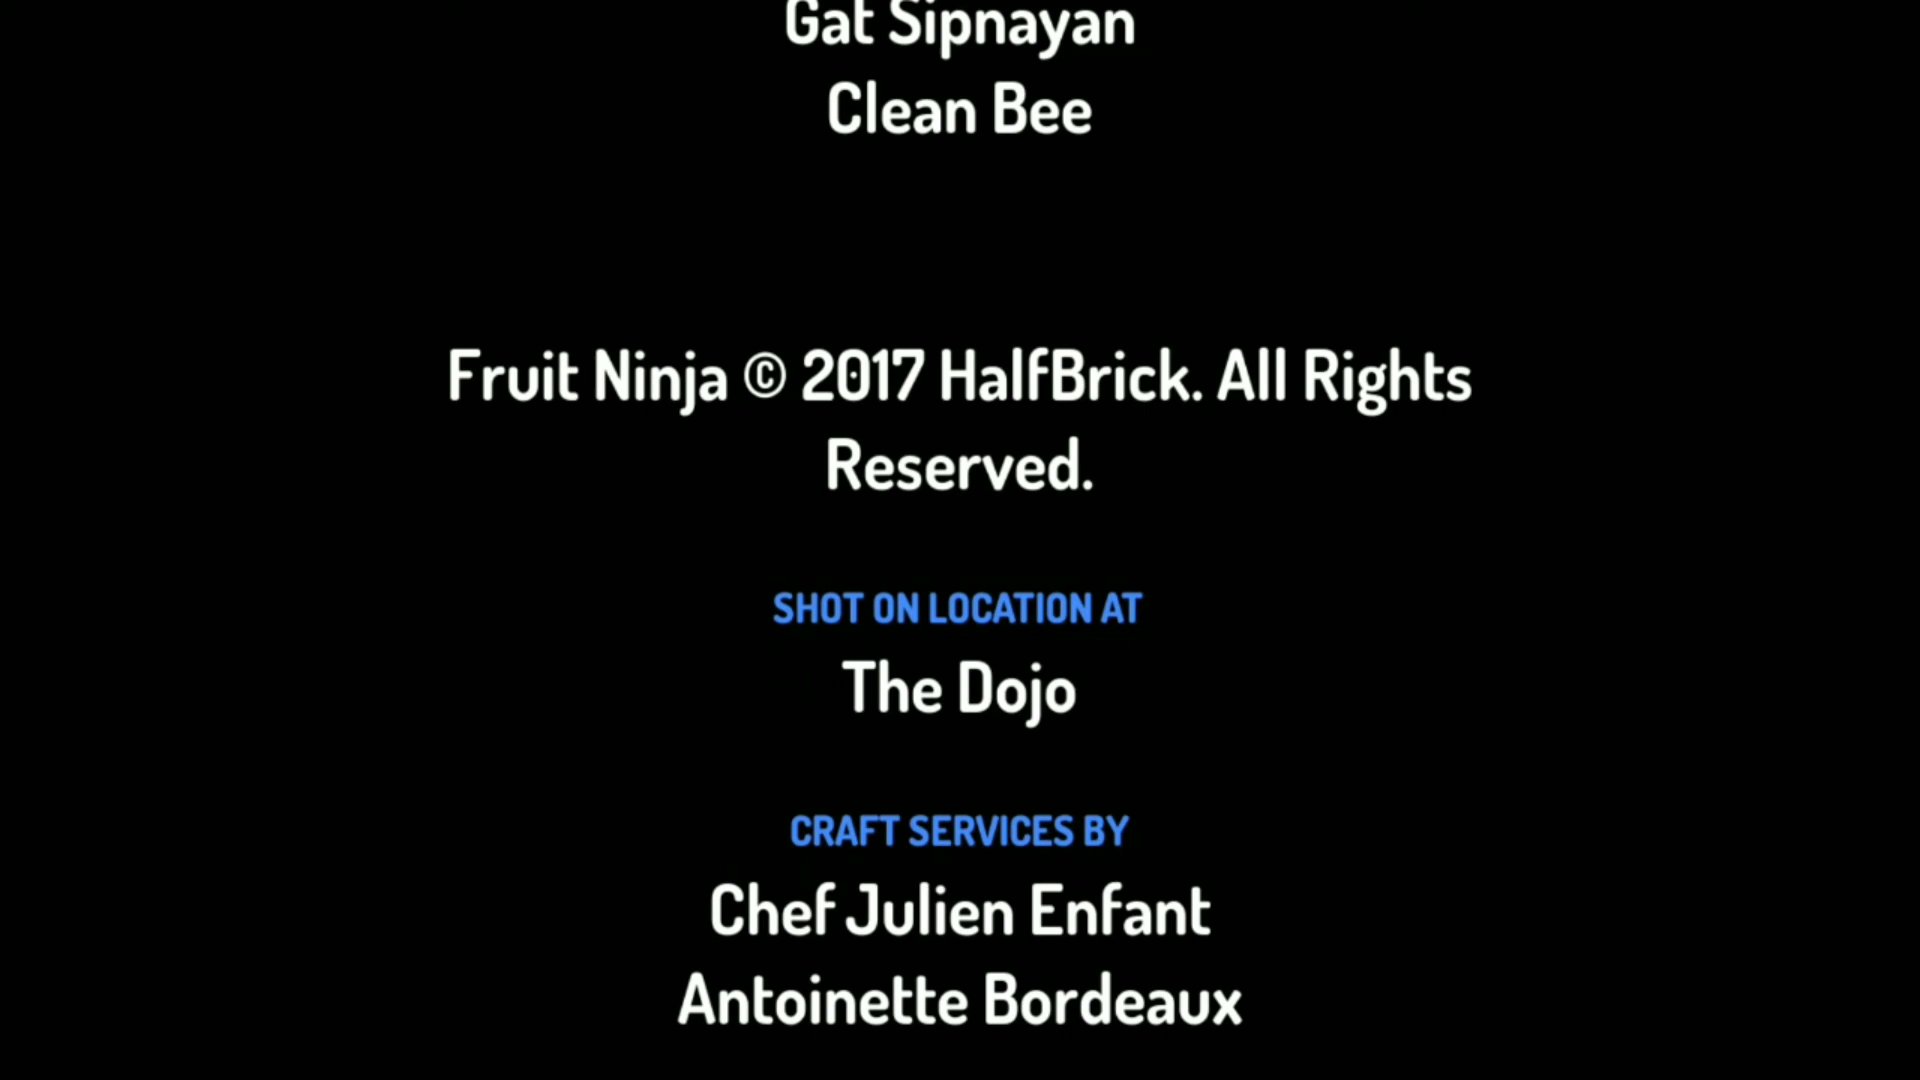 Gat Sipnayan
Clean Bee
Fruit Ninja © 2017 HalfBrick. All Rights
Reserved.
SHOT ON LOCATION AT
The Dojo
CRAFT SERVICES BY
Chef Julien Enfant
Antoinette Bordeaux